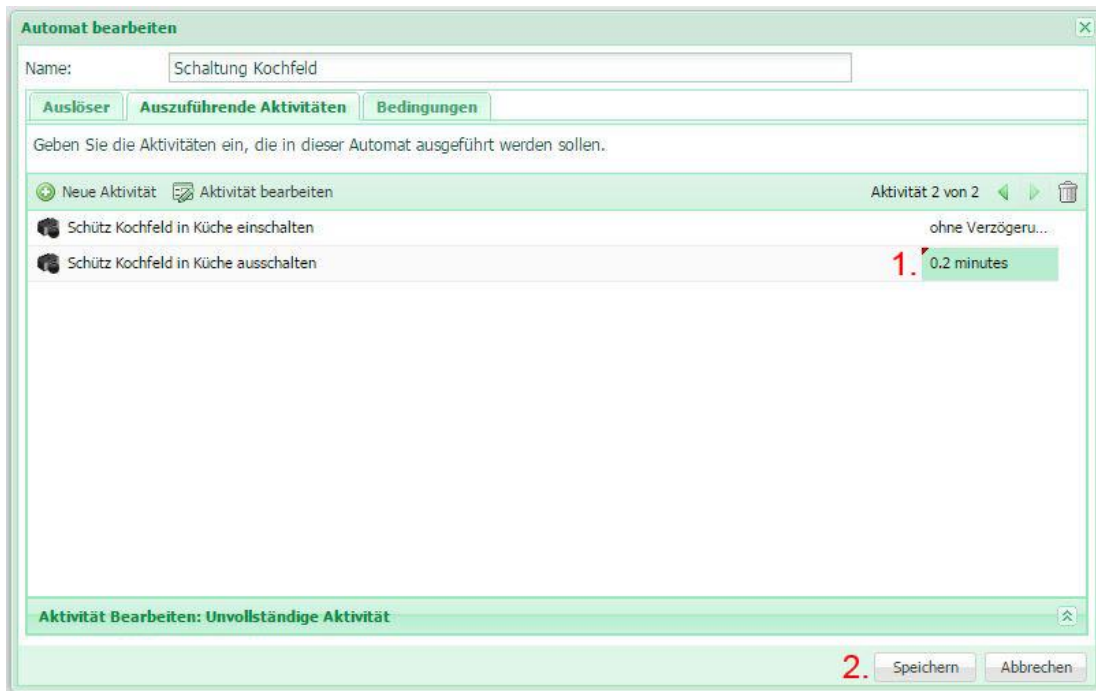 Automat bearbeiten
Name: Schaltung Kochfeld
Auslöser Auszuführende Aktivitäten Bedingungen
Geben Sie die Aktivitäten ein, die in dieser Automat ausgeführt werden sollen.
Neue Aktivität Aktivität bearbeiten Aktivität 2 von 2
Schütz Kochfeld in Küche einschalten ohne Verzögeru...
Schütz Kochfeld in Küche ausschalten 1. 0.2 minutes
Aktivität Bearbeiten: Unvollständige Aktivität
2. Speichern Abbrechen